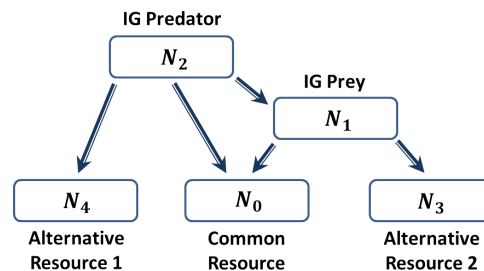 IG Predator
N₂
IG Prey
N₁
N₄
N₀
N₃
Alternative
Resource 1
Common
Resource
Alternative
Resource 2